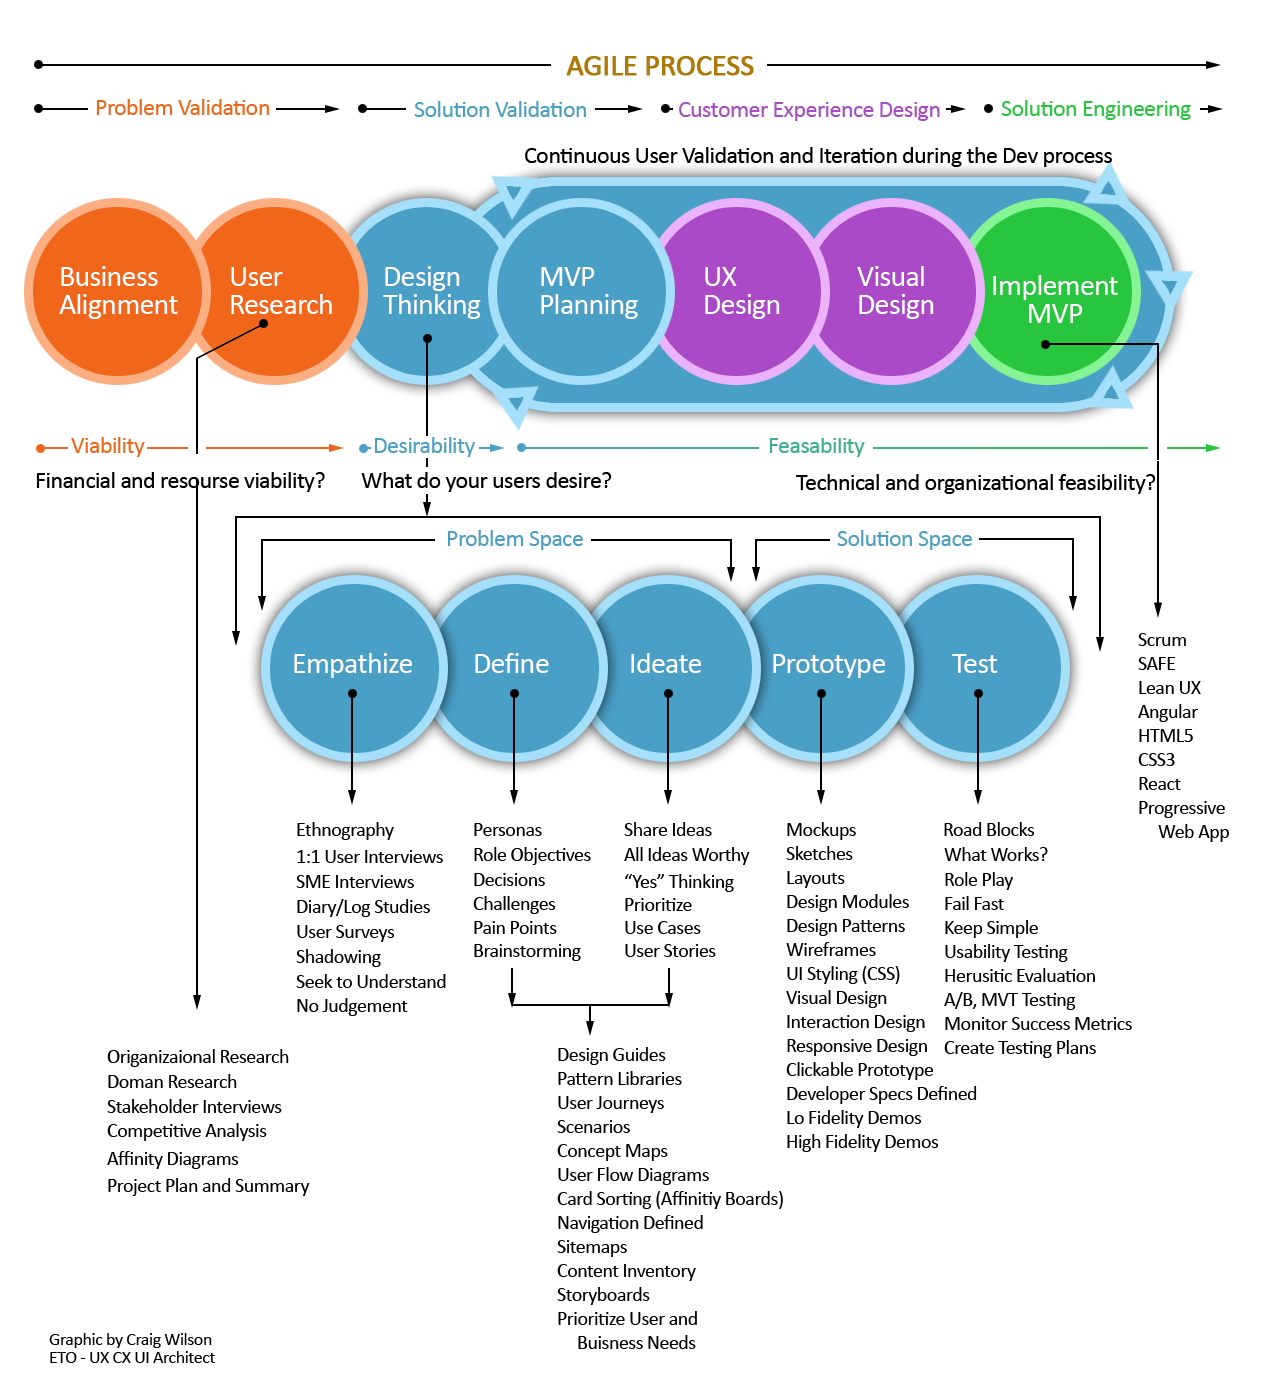 AGILE PROCESS
Problem Validation
Solution Validation
Customer Experience Design
Solution Engineering
Continuous User Validation and Iteration during the Dev process
Business
Alignment
User
Research
Design
Thinking
MVP
Planning
UX
Design
Visual
Design
Implement
MVP
Viability
Desirability
Feasability
Financial and resourse viability?
What do your users desire?
Technical and organizational feasibility?
Problem Space
Solution Space
Empathize
Define
Ideate
Prototype
Test
Scrum
SAFE
Lean UX
Angular
HTML5
CSS3
React
Progressive
Web App
Ethnography
1:1 User Interviews
SME Interviews
Diary/Log Studies
User Surveys
Shadowing
Seek to Understand
No Judgement
Personas
Role Objectives
Decisions
Challenges
Pain Points
Brainstorming
Share Ideas
All Ideas Worthy
“Yes” Thinking
Prioritize
Use Cases
User Stories
Mockups
Sketches
Layouts
Design Modules
Design Patterns
Wireframes
UI Styling (CSS)
Visual Design
Interaction Design
Responsive Design
Clickable Prototype
Developer Specs Defined
Lo Fidelity Demos
High Fidelity Demos
Road Blocks
What Works?
Role Play
Fail Fast
Keep Simple
Usability Testing
Herusitic Evaluation
A/B, MVT Testing
Monitor Success Metrics
Create Testing Plans
Origanizaional Research
Doman Research
Stakeholder Interviews
Competitive Analysis
Affinity Diagrams
Project Plan and Summary
Design Guides
Pattern Libraries
User Journeys
Scenarios
Concept Maps
User Flow Diagrams
Card Sorting (Affinitiy Boards)
Navigation Defined
Sitemaps
Content Inventory
Storyboards
Prioritize User and
Buisness Needs
Graphic by Craig Wilson
ETO - UX CX UI Architect